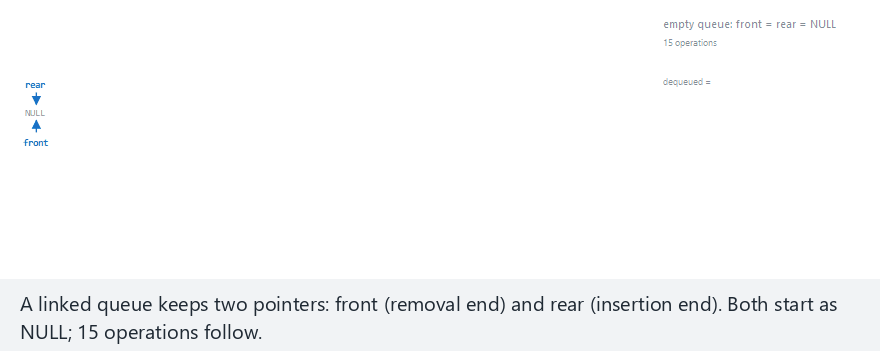 empty queue: front = rear = NULL
15 operations
dequeued =
rear
NULL
front
A linked queue keeps two pointers: front (removal end) and rear (insertion end). Both start as
NULL; 15 operations follow.